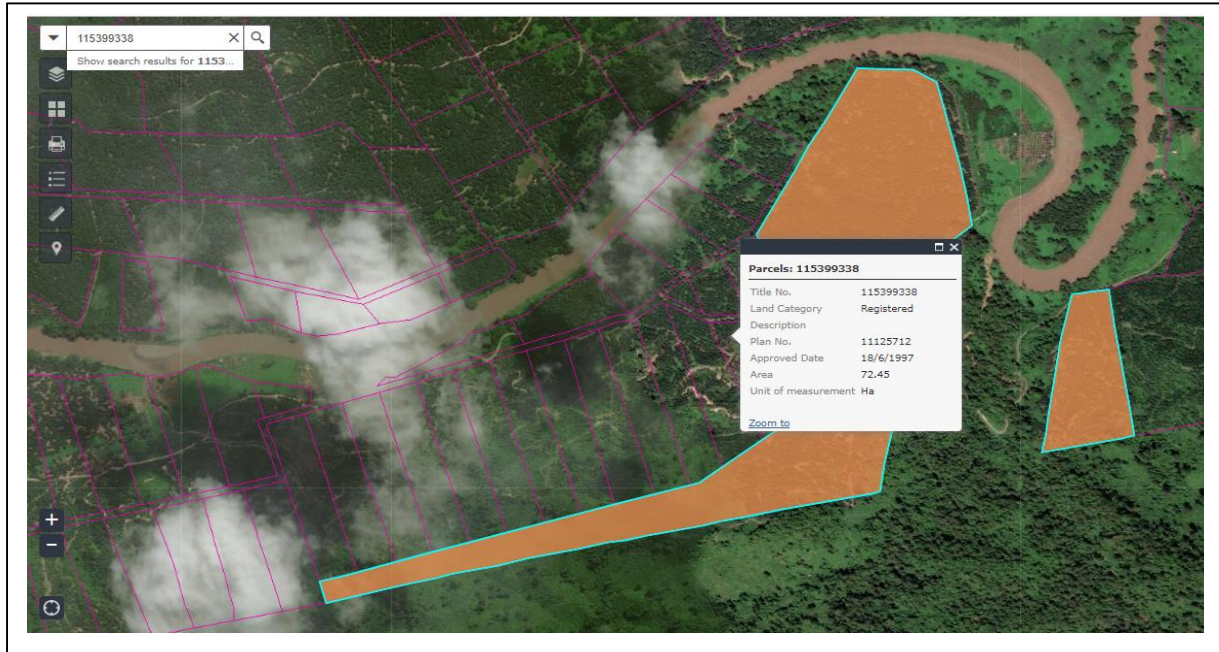 115399338
Show search results for 1153...
Parcels: 115399338
Title No. 115399338
Land Category Registered
Description
Plan No. 11125712
Approved Date 18/6/1997
Area 72.45
Unit of measurement Ha
Zoom to